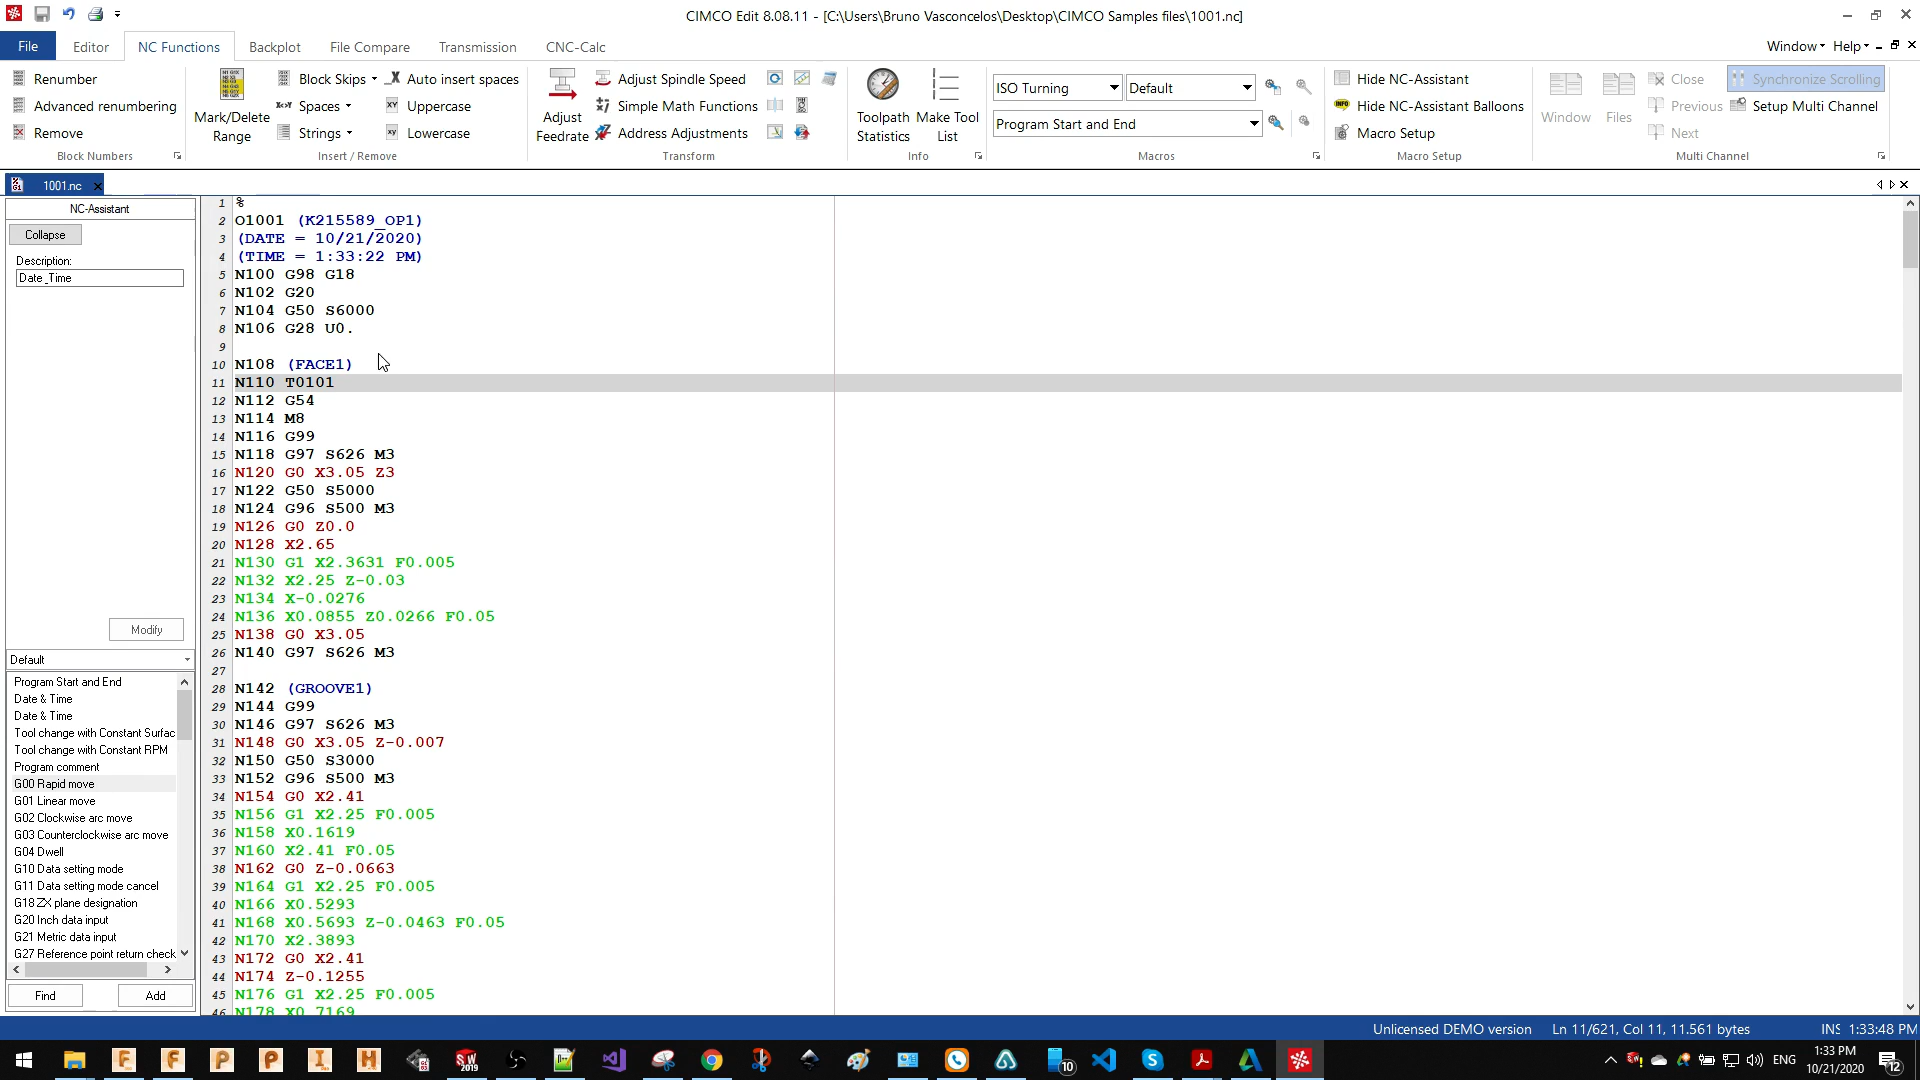 CIMCO Edit 8.08.11 - [C:\Users\Bruno Vasconcelos\Desktop\CIMCO Samples files\1001.nc]
File Editor NC Functions Backplot File Compare Transmission CNC-Calc Window Help
Renumber
Advanced renumbering
Remove
Block Numbers
Mark/Delete Range
Block Skips
Spaces
Strings
Auto insert spaces
Uppercase
Lowercase
Insert / Remove
Adjust Feedrate
Adjust Spindle Speed
Simple Math Functions
Address Adjustments
Transform
Toolpath Statistics
Make Tool List
Info
ISO Turning
Default
Program Start and End
Macros
Hide NC-Assistant
Hide NC-Assistant Balloons
Macro Setup
Macro Setup
Window
Files
Close
Previous
Next
Synchronize Scrolling
Setup Multi Channel
Multi Channel
1001.nc
NC-Assistant
Collapse
Description:
Date_Time
Modify
Default
Program Start and End
Date & Time
Date & Time
Tool change with Constant Surfac
Tool change with Constant RPM
Program comment
G00 Rapid move
G01 Linear move
G02 Clockwise arc move
G03 Counterclockwise arc move
G04 Dwell
G10 Data setting mode
G11 Data setting mode cancel
G18 ZX plane designation
G20 Inch data input
G21 Metric data input
G27 Reference point return check
Find
Add
1 %
2 O1001 (K215589_OP1)
3 (DATE = 10/21/2020)
4 (TIME = 1:33:22 PM)
5 N100 G98 G18
6 N102 G20
7 N104 G50 S6000
8 N106 G28 U0.
9
10 N108 (FACE1)
11 N110 T0101
12 N112 G54
13 N114 M8
14 N116 G99
15 N118 G97 S626 M3
16 N120 G0 X3.05 Z3
17 N122 G50 S5000
18 N124 G96 S500 M3
19 N126 G0 Z0.0
20 N128 X2.65
21 N130 G1 X2.3631 F0.005
22 N132 X2.25 Z-0.03
23 N134 X-0.0276
24 N136 X0.0855 Z0.0266 F0.05
25 N138 G0 X3.05
26 N140 G97 S626 M3
27
28 N142 (GROOVE1)
29 N144 G99
30 N146 G97 S626 M3
31 N148 G0 X3.05 Z-0.007
32 N150 G50 S3000
33 N152 G96 S500 M3
34 N154 G0 X2.41
35 N156 G1 X2.25 F0.005
36 N158 X0.1619
37 N160 X2.41 F0.05
38 N162 G0 Z-0.0663
39 N164 G1 X2.25 F0.005
40 N166 X0.5293
41 N168 X0.5693 Z-0.0463 F0.05
42 N170 X2.3893
43 N172 G0 X2.41
44 N174 Z-0.1255
45 N176 G1 X2.25 F0.005
46 N178 X0.7169
Unlicensed DEMO version Ln 11/621, Col 11, 11.561 bytes INS 1:33:48 PM
ENG
1:33 PM
10/21/2020
12
10
2019